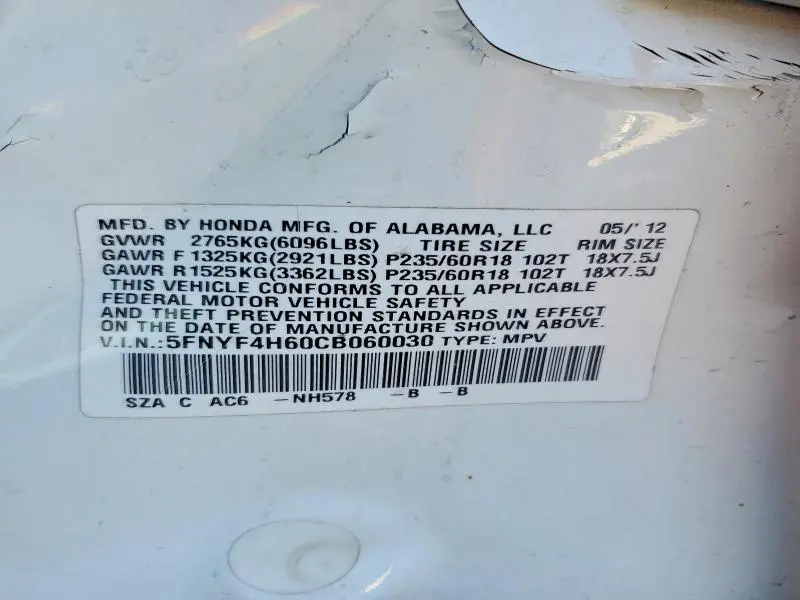 MFD. BY HONDA MFG. OF ALABAMA, LLC 05/'12
GVWR 2765KG(6096LBS) TIRE SIZE RIM SIZE
GAWR F 1325KG(2921LBS) P235/60R18 102T 18X7.5J
GAWR R 1525KG(3362LBS) P235/60R18 102T 18X7.5J
THIS VEHICLE CONFORMS TO ALL APPLICABLE
FEDERAL MOTOR VEHICLE SAFETY
AND THEFT PREVENTION STANDARDS IN EFFECT
ON THE DATE OF MANUFACTURE SHOWN ABOVE.
V.I.N.: 5FNYF4H60CB060030 TYPE: MPV
SZA C AC6 -NH578 -B -B